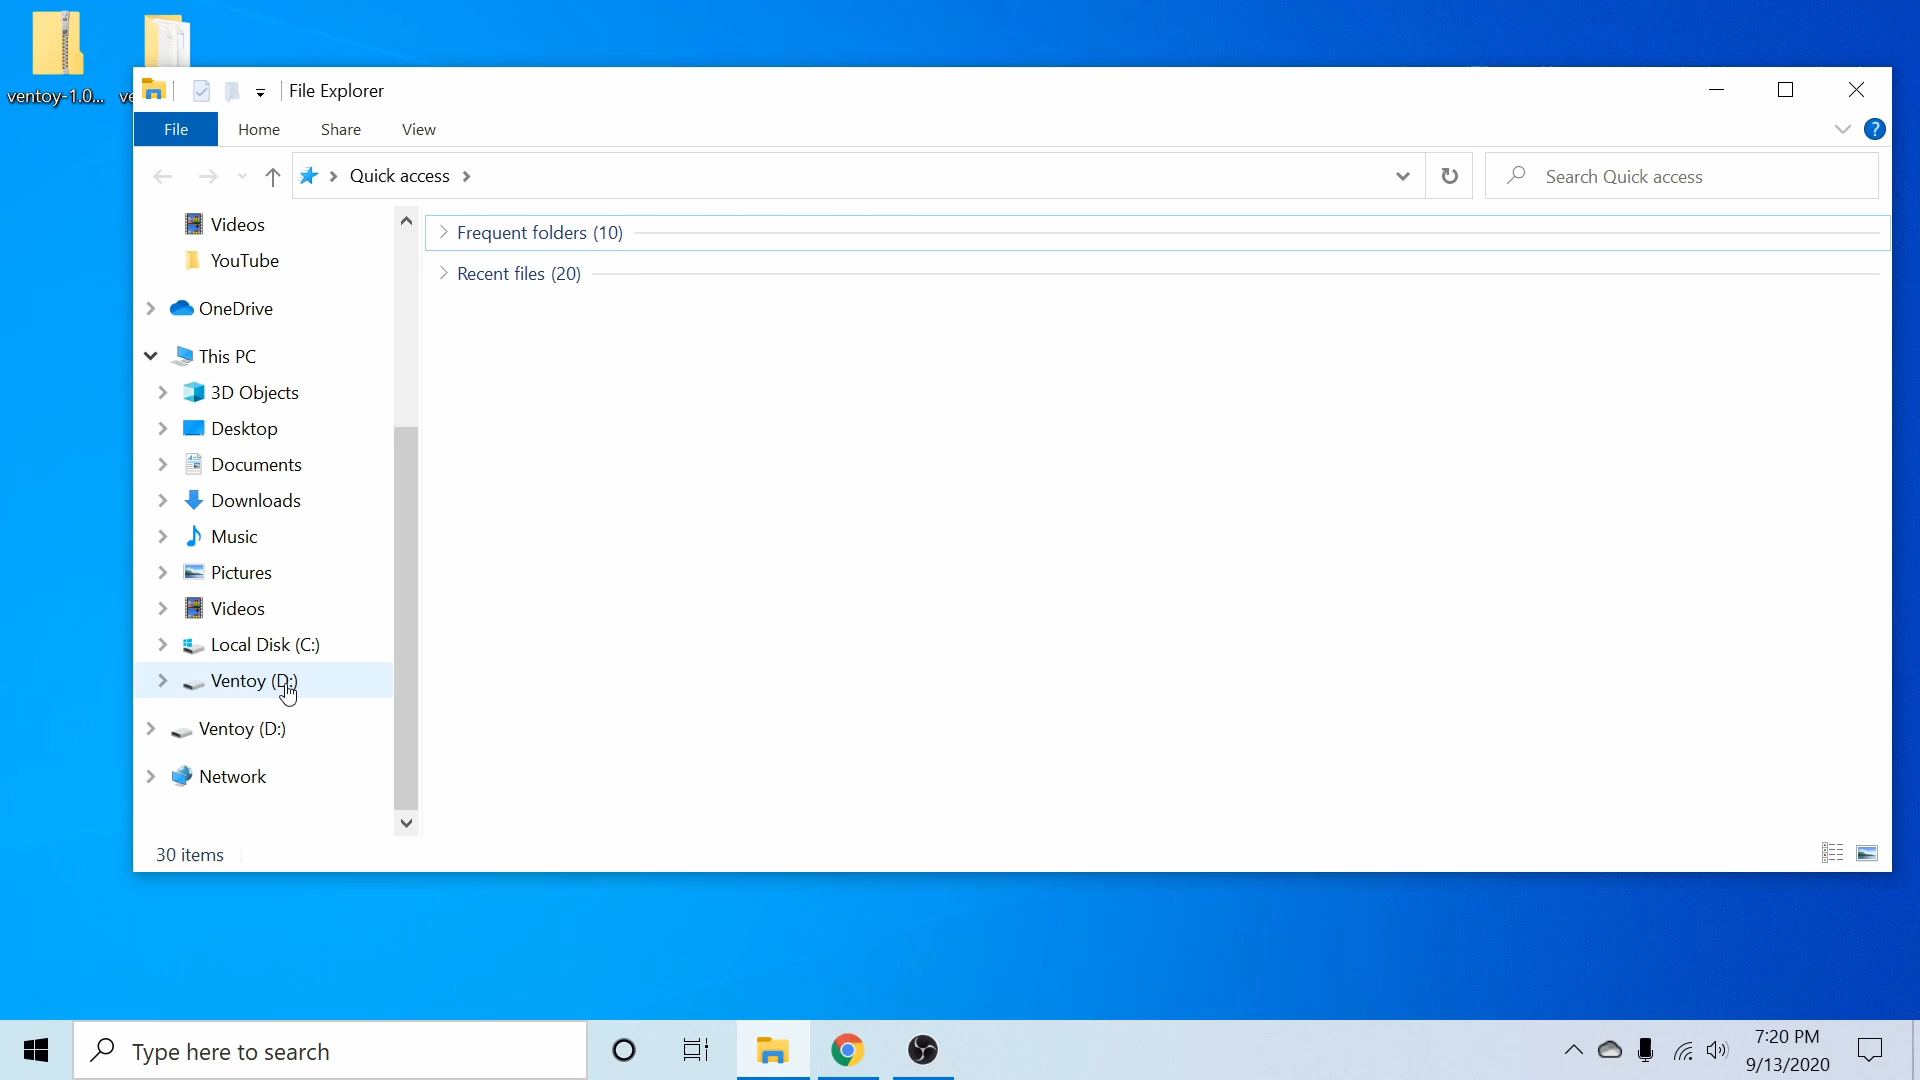 ventoy-1.0...
ve
File Explorer
File
Home
Share
View
?
Quick access
Search Quick access
Videos
YouTube
OneDrive
This PC
3D Objects
Desktop
Documents
Downloads
Music
Pictures
Videos
Local Disk (C:)
Ventoy (D:)
Ventoy (D:)
Network
Frequent folders (10)
Recent files (20)
30 items
Type here to search
7:20 PM
9/13/2020